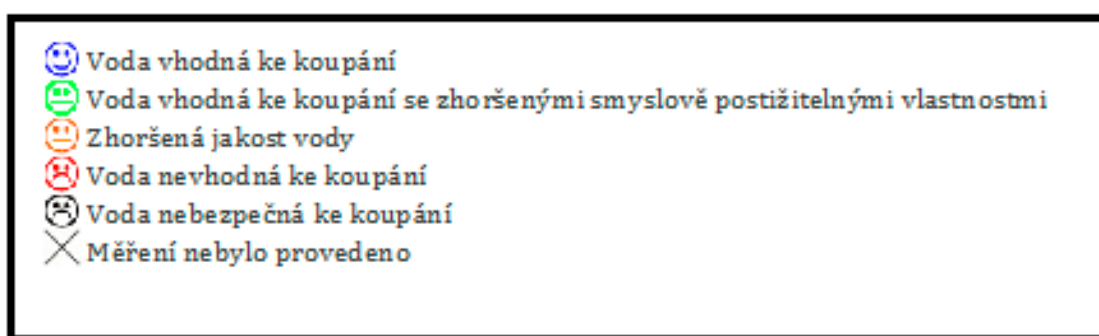 Voda vhodná ke koupání
Voda vhodná ke koupání se zhoršenými smyslově postižitelnými vlastnostmi
Zhoršená jakost vody
Voda nevhodná ke koupání
Voda nebezpečná ke koupání
Měření nebylo provedeno